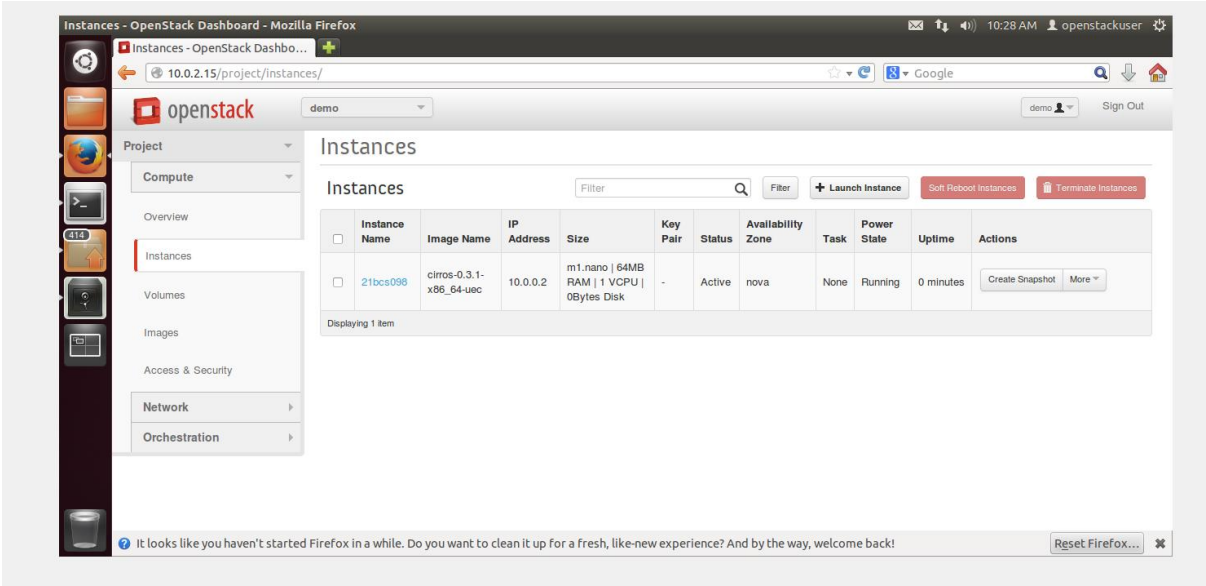 Instances - OpenStack Dashboard - Mozilla Firefox
10:28 AM openstackuser
Instances - OpenStack Dashbo...
10.0.2.15/project/instances/
Google
openstack
demo
demo
Sign Out
Project
Compute
Overview
Instances
Volumes
Images
Access & Security
Network
Orchestration
414
Instances
Instances
Filter
Filter
Launch Instance
Soft Reboot Instances
Terminate Instances
Instance Name Image Name IP Address Size Key Pair Status Availability Zone Task Power State Uptime Actions
21bcs098 cirros-0.3.1-x86_64-uec 10.0.0.2 m1.nano | 64MB RAM | 1 VCPU | 0Bytes Disk - Active nova None Running 0 minutes Create Snapshot More
Displaying 1 item
It looks like you haven't started Firefox in a while. Do you want to clean it up for a fresh, like-new experience? And by the way, welcome back!
Reset Firefox...